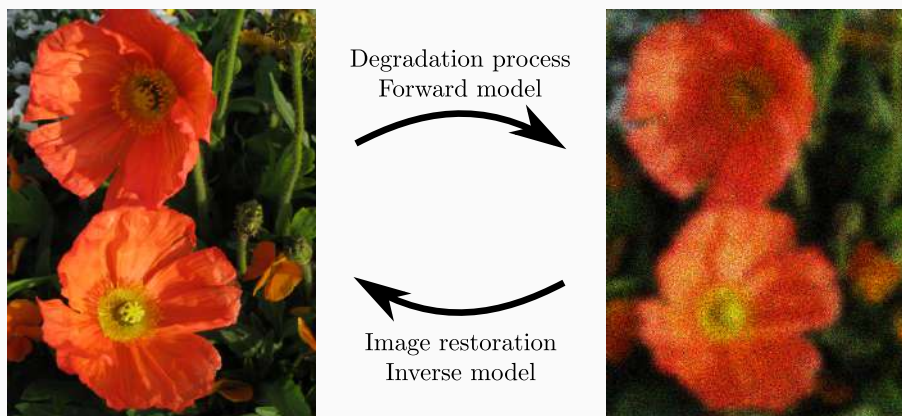 Degradation process
Forward model
Image restoration
Inverse model